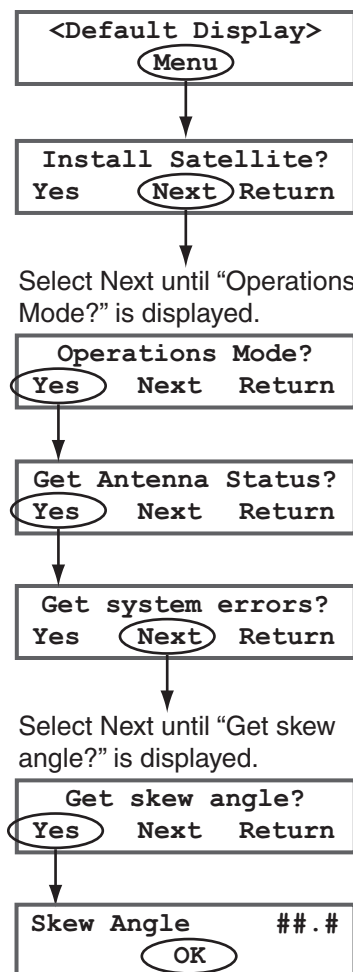 <Default Display>
Menu
Install Satellite?
Yes Next Return
Select Next until “Operations
Mode?” is displayed.
Operations Mode?
Yes Next Return
Get Antenna Status?
Yes Next Return
Get system errors?
Yes Next Return
Select Next until “Get skew
angle?” is displayed.
Get skew angle?
Yes Next Return
Skew Angle ##.#
OK